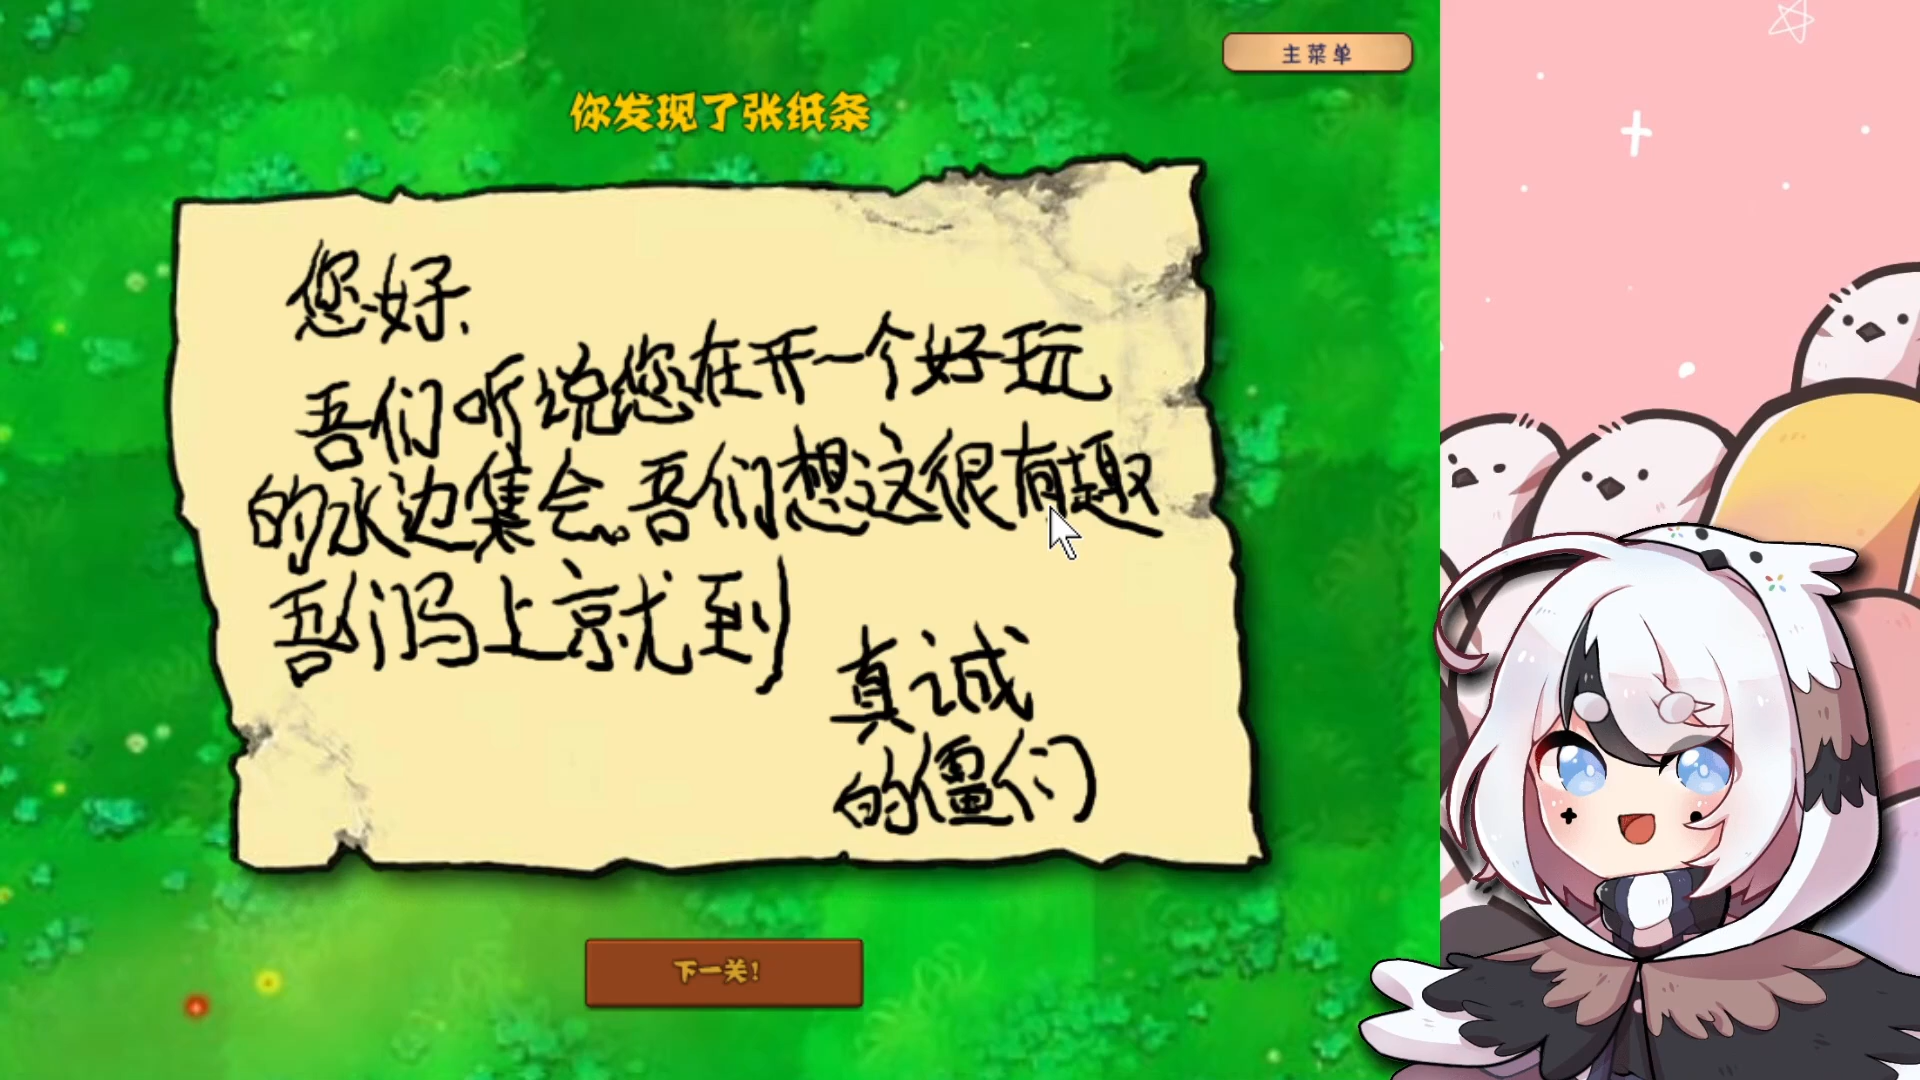 主菜单
你发现了张纸条
您好、
吾们听说您在开一个好玩
的水边集会。吾们想这很有趣
吾们马上就到
真诚
的僵们
下一关!